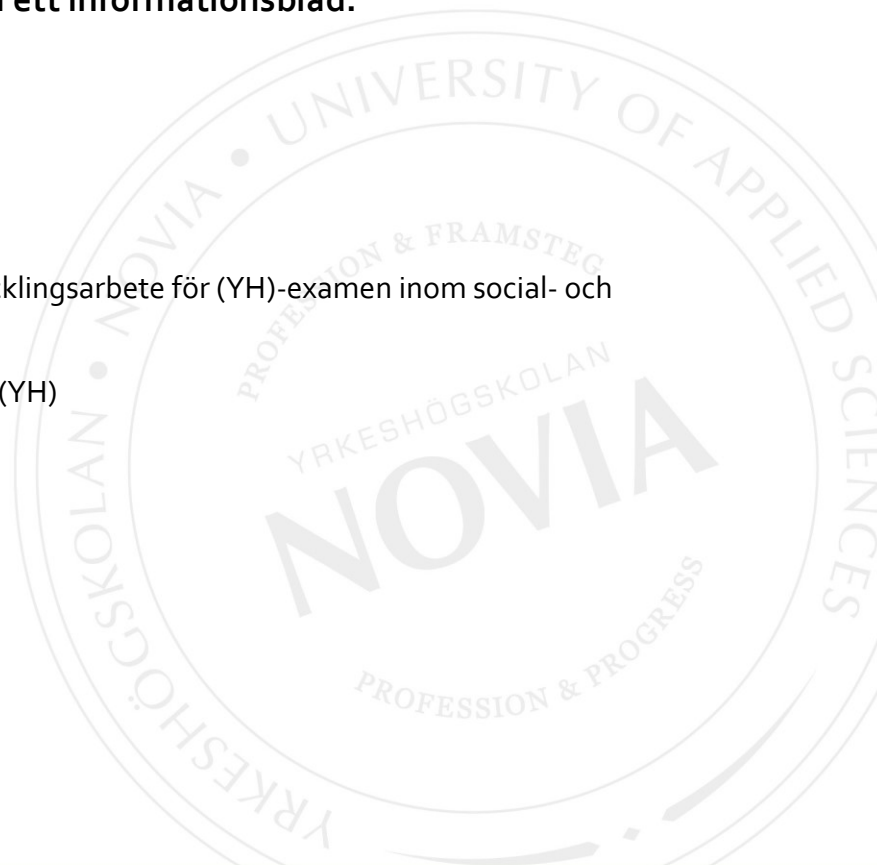 ett informationsblad.
klingsarbete för (YH)-examen inom social- och
(YH)
YRKESHÖGSKOLAN • NOVIA • UNIVERSITY OF APPLIED SCIENCES
PROFESSION & FRAMSTEG
YRKESHÖGSKOLAN
NOVIA
PROFESSION & PROGRESS